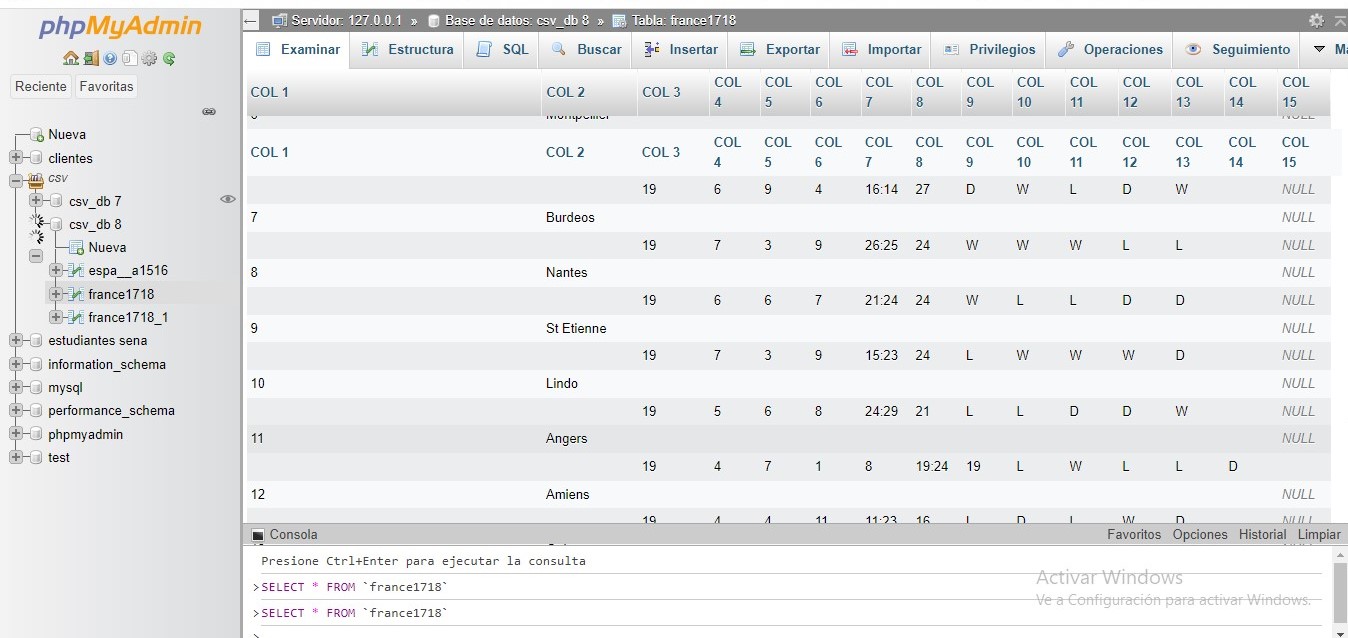 phpMyAdmin
Reciente Favoritas
Nueva
clientes
csv
csv_db 7
csv_db 8
Nueva
espa__a1516
france1718
france1718_1
estudiantes sena
information_schema
mysql
performance_schema
phpmyadmin
test
Servidor: 127.0.0.1 » Base de datos: csv_db 8 » Tabla: france1718
Examinar Estructura SQL Buscar Insertar Exportar Importar Privilegios Operaciones Seguimiento
COL 1 COL 2 COL 3 COL 4 COL 5 COL 6 COL 7 COL 8 COL 9 COL 10 COL 11 COL 12 COL 13 COL 14 COL 15
Montpellier NULL
COL 1 COL 2 COL 3 COL 4 COL 5 COL 6 COL 7 COL 8 COL 9 COL 10 COL 11 COL 12 COL 13 COL 14 COL 15
19 6 9 4 16:14 27 D W L D W NULL
7 Burdeos NULL
19 7 3 9 26:25 24 W W W L L NULL
8 Nantes NULL
19 6 6 7 21:24 24 W L L D D NULL
9 St Etienne NULL
19 7 3 9 15:23 24 L W W W D NULL
10 Lindo NULL
19 5 6 8 24:29 21 L L D D W NULL
11 Angers NULL
19 4 7 1 8 19:24 19 L W L L D
12 Amiens NULL
19 4 4 11 11:23 16 L D L W D NULL
Consola Favoritos Opciones Historial Limpiar
Presione Ctrl+Enter para ejecutar la consulta
>SELECT * FROM `france1718`
>SELECT * FROM `france1718`
>
Activar Windows
Ve a Configuración para activar Windows.